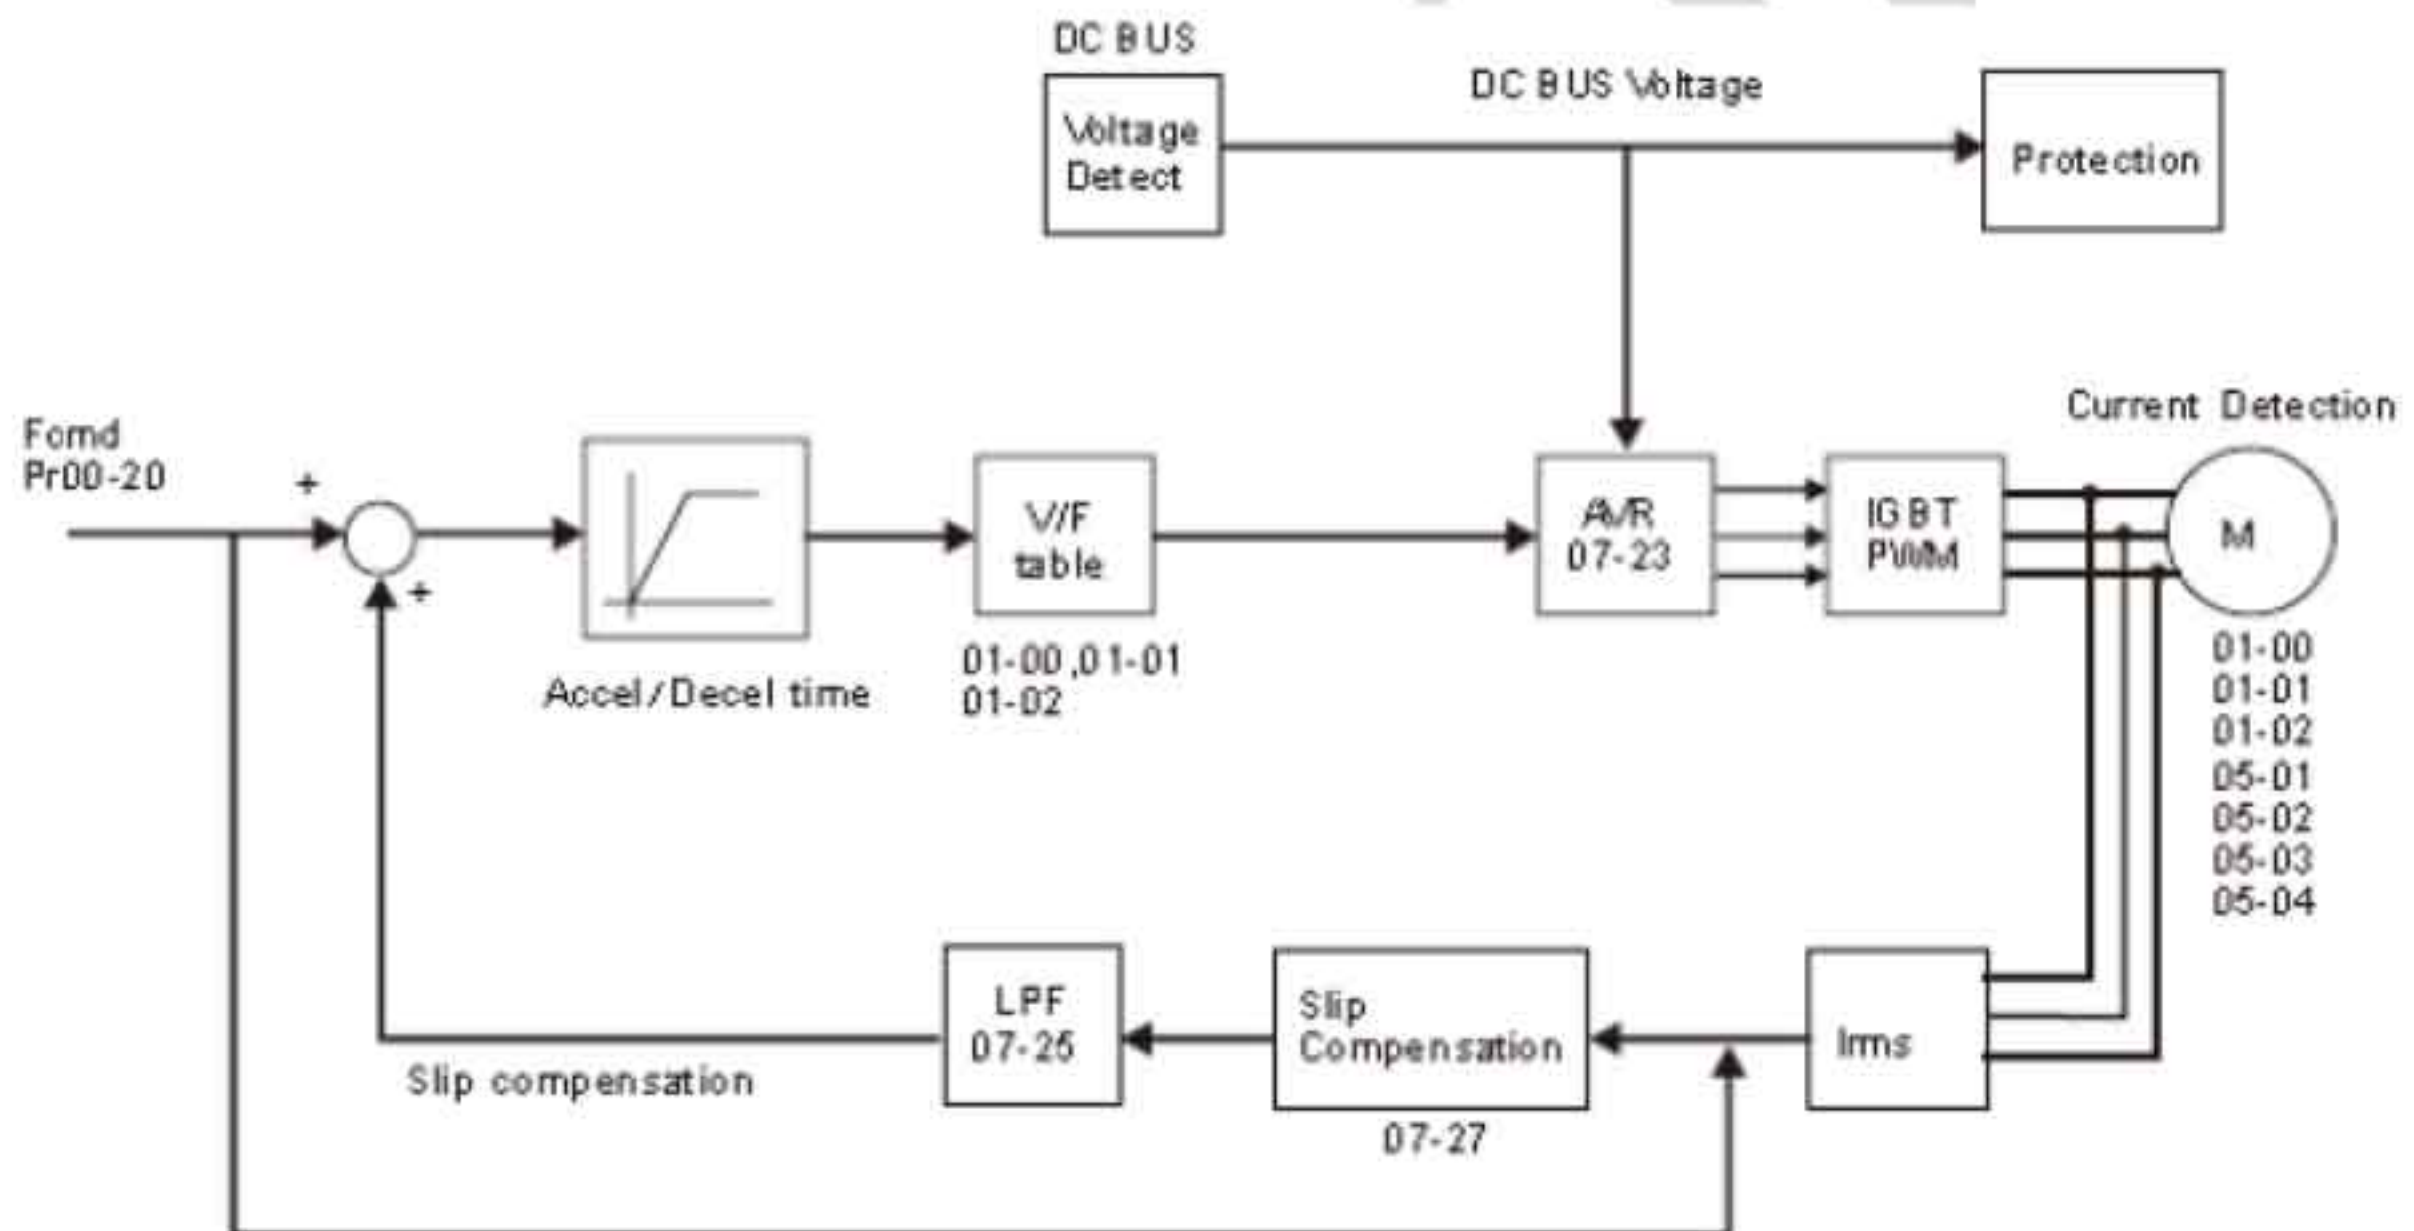 DC BUS
Voltage
Detect
DC BUS Voltage
Protection
Fcmd
Pr00-20
+
+
Accel/Decel time
V/F
table
01-00,01-01
01-02
AVR
07-23
IGBT
PWM
Current Detection
M
01-00
01-01
01-02
05-01
05-02
05-03
05-04
LPF
07-25
Slip
Compensation
07-27
Irms
Slip compensation